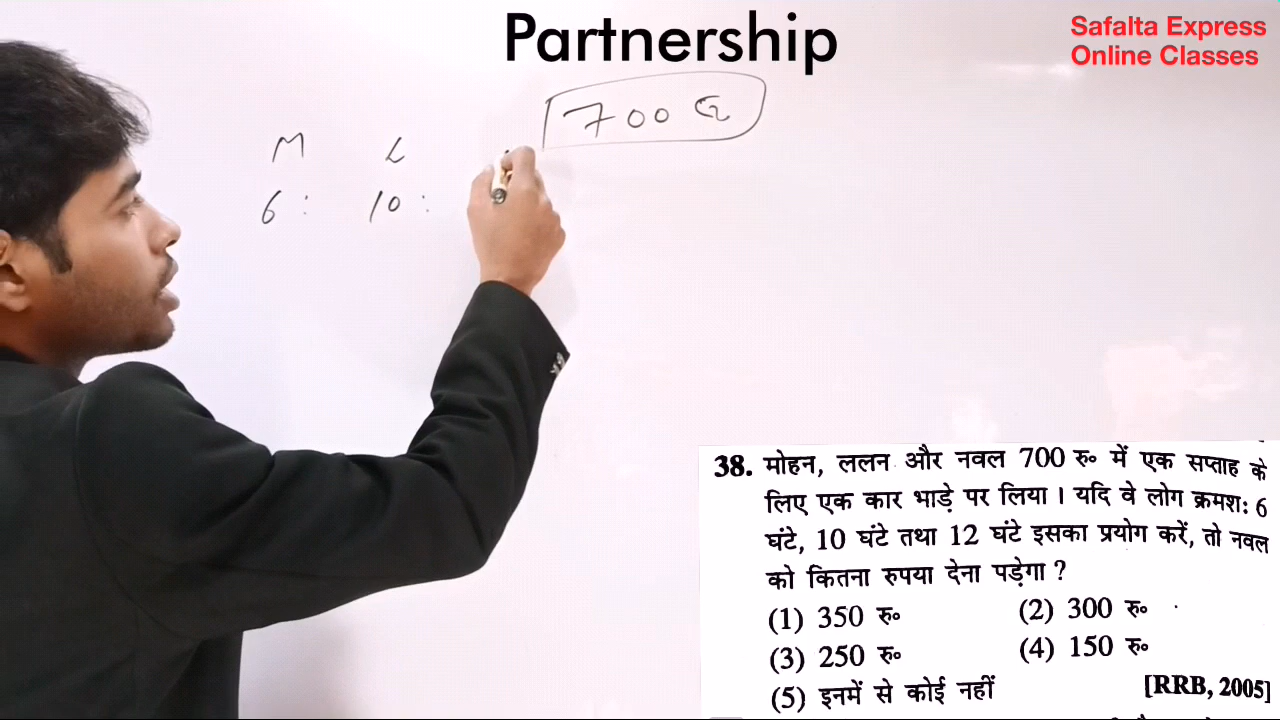 Partnership
Safalta Express
Online Classes
700 रु
M L
6 : 10 :
38. मोहन, ललन और नवल 700 रु० में एक सप्ताह के
लिए एक कार भाड़े पर लिया । यदि वे लोग क्रमश: 6
घंटे, 10 घंटे तथा 12 घंटे इसका प्रयोग करें, तो नवल
को कितना रुपया देना पड़ेगा ?
(1) 350 रु० (2) 300 रु०
(3) 250 रु० (4) 150 रु०
(5) इनमें से कोई नहीं [RRB, 2005]